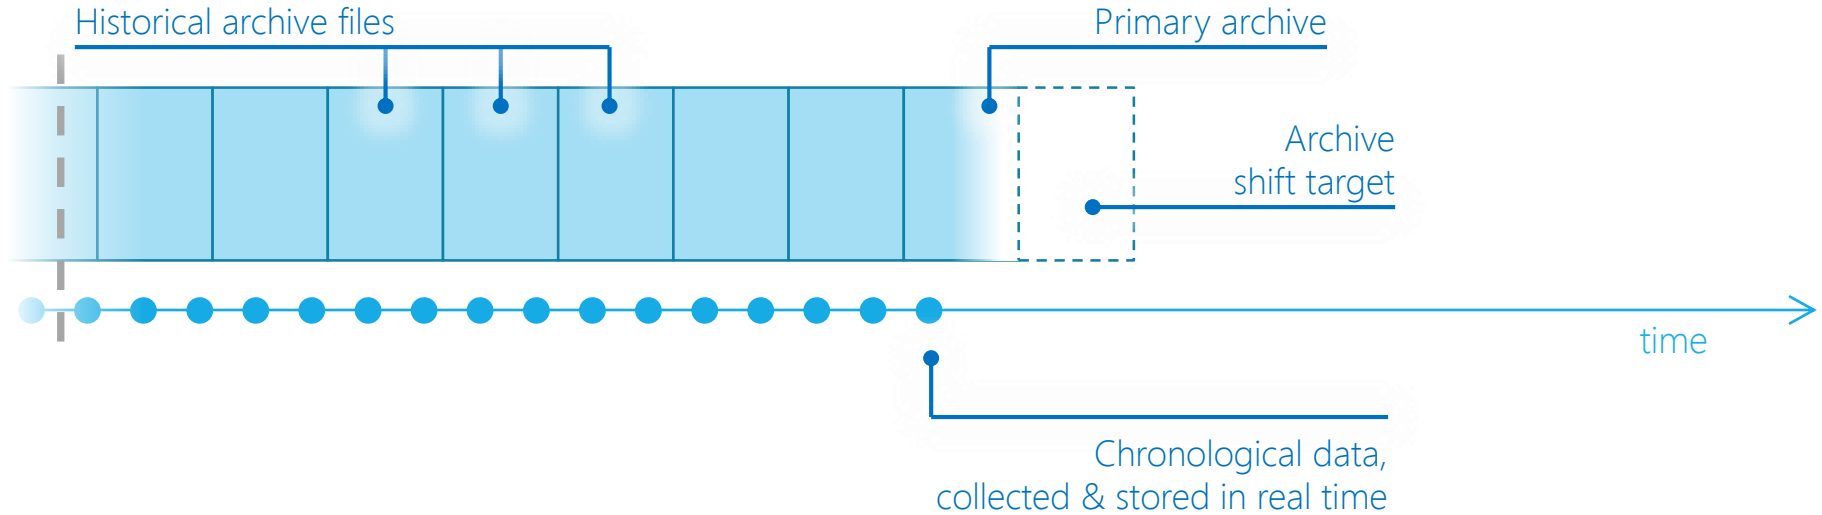 Historical archive files
Primary archive
Archive
shift target
time
Chronological data,
collected & stored in real time